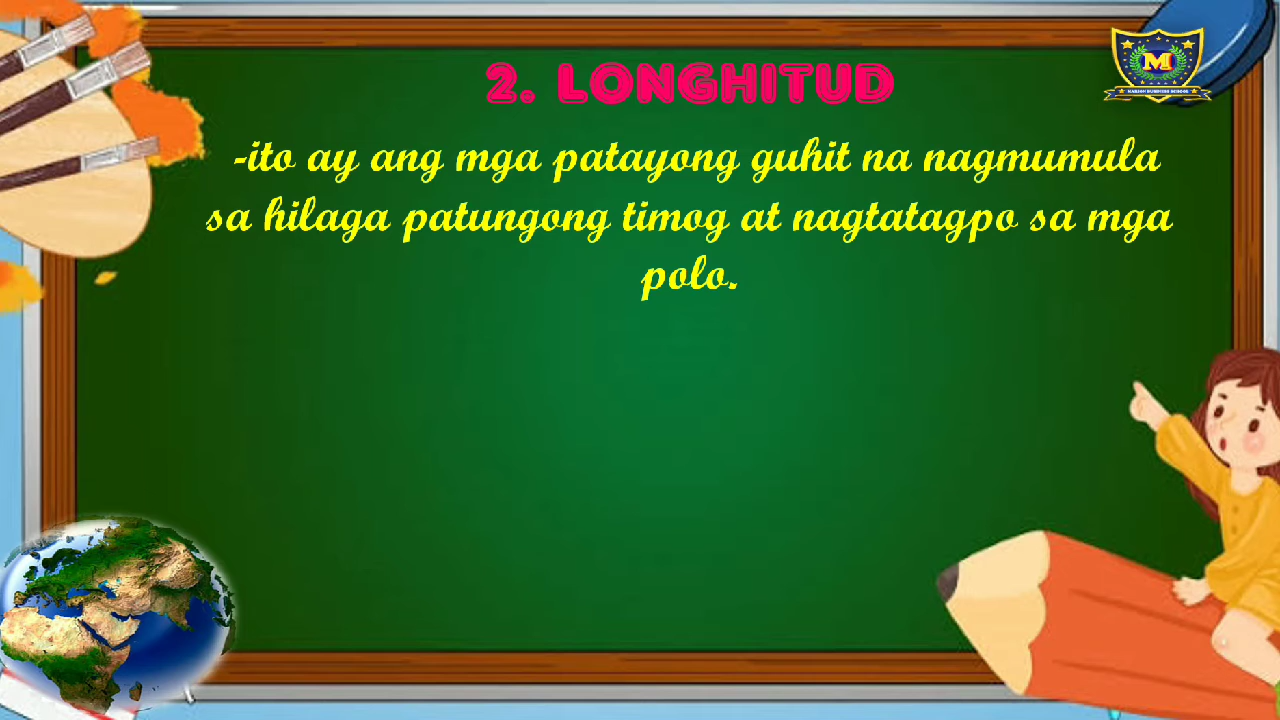 2. LONGHITUD
-ito ay ang mga patayong guhit na nagmumula
sa hilaga patungong timog at nagtatagpo sa mga
polo.
M